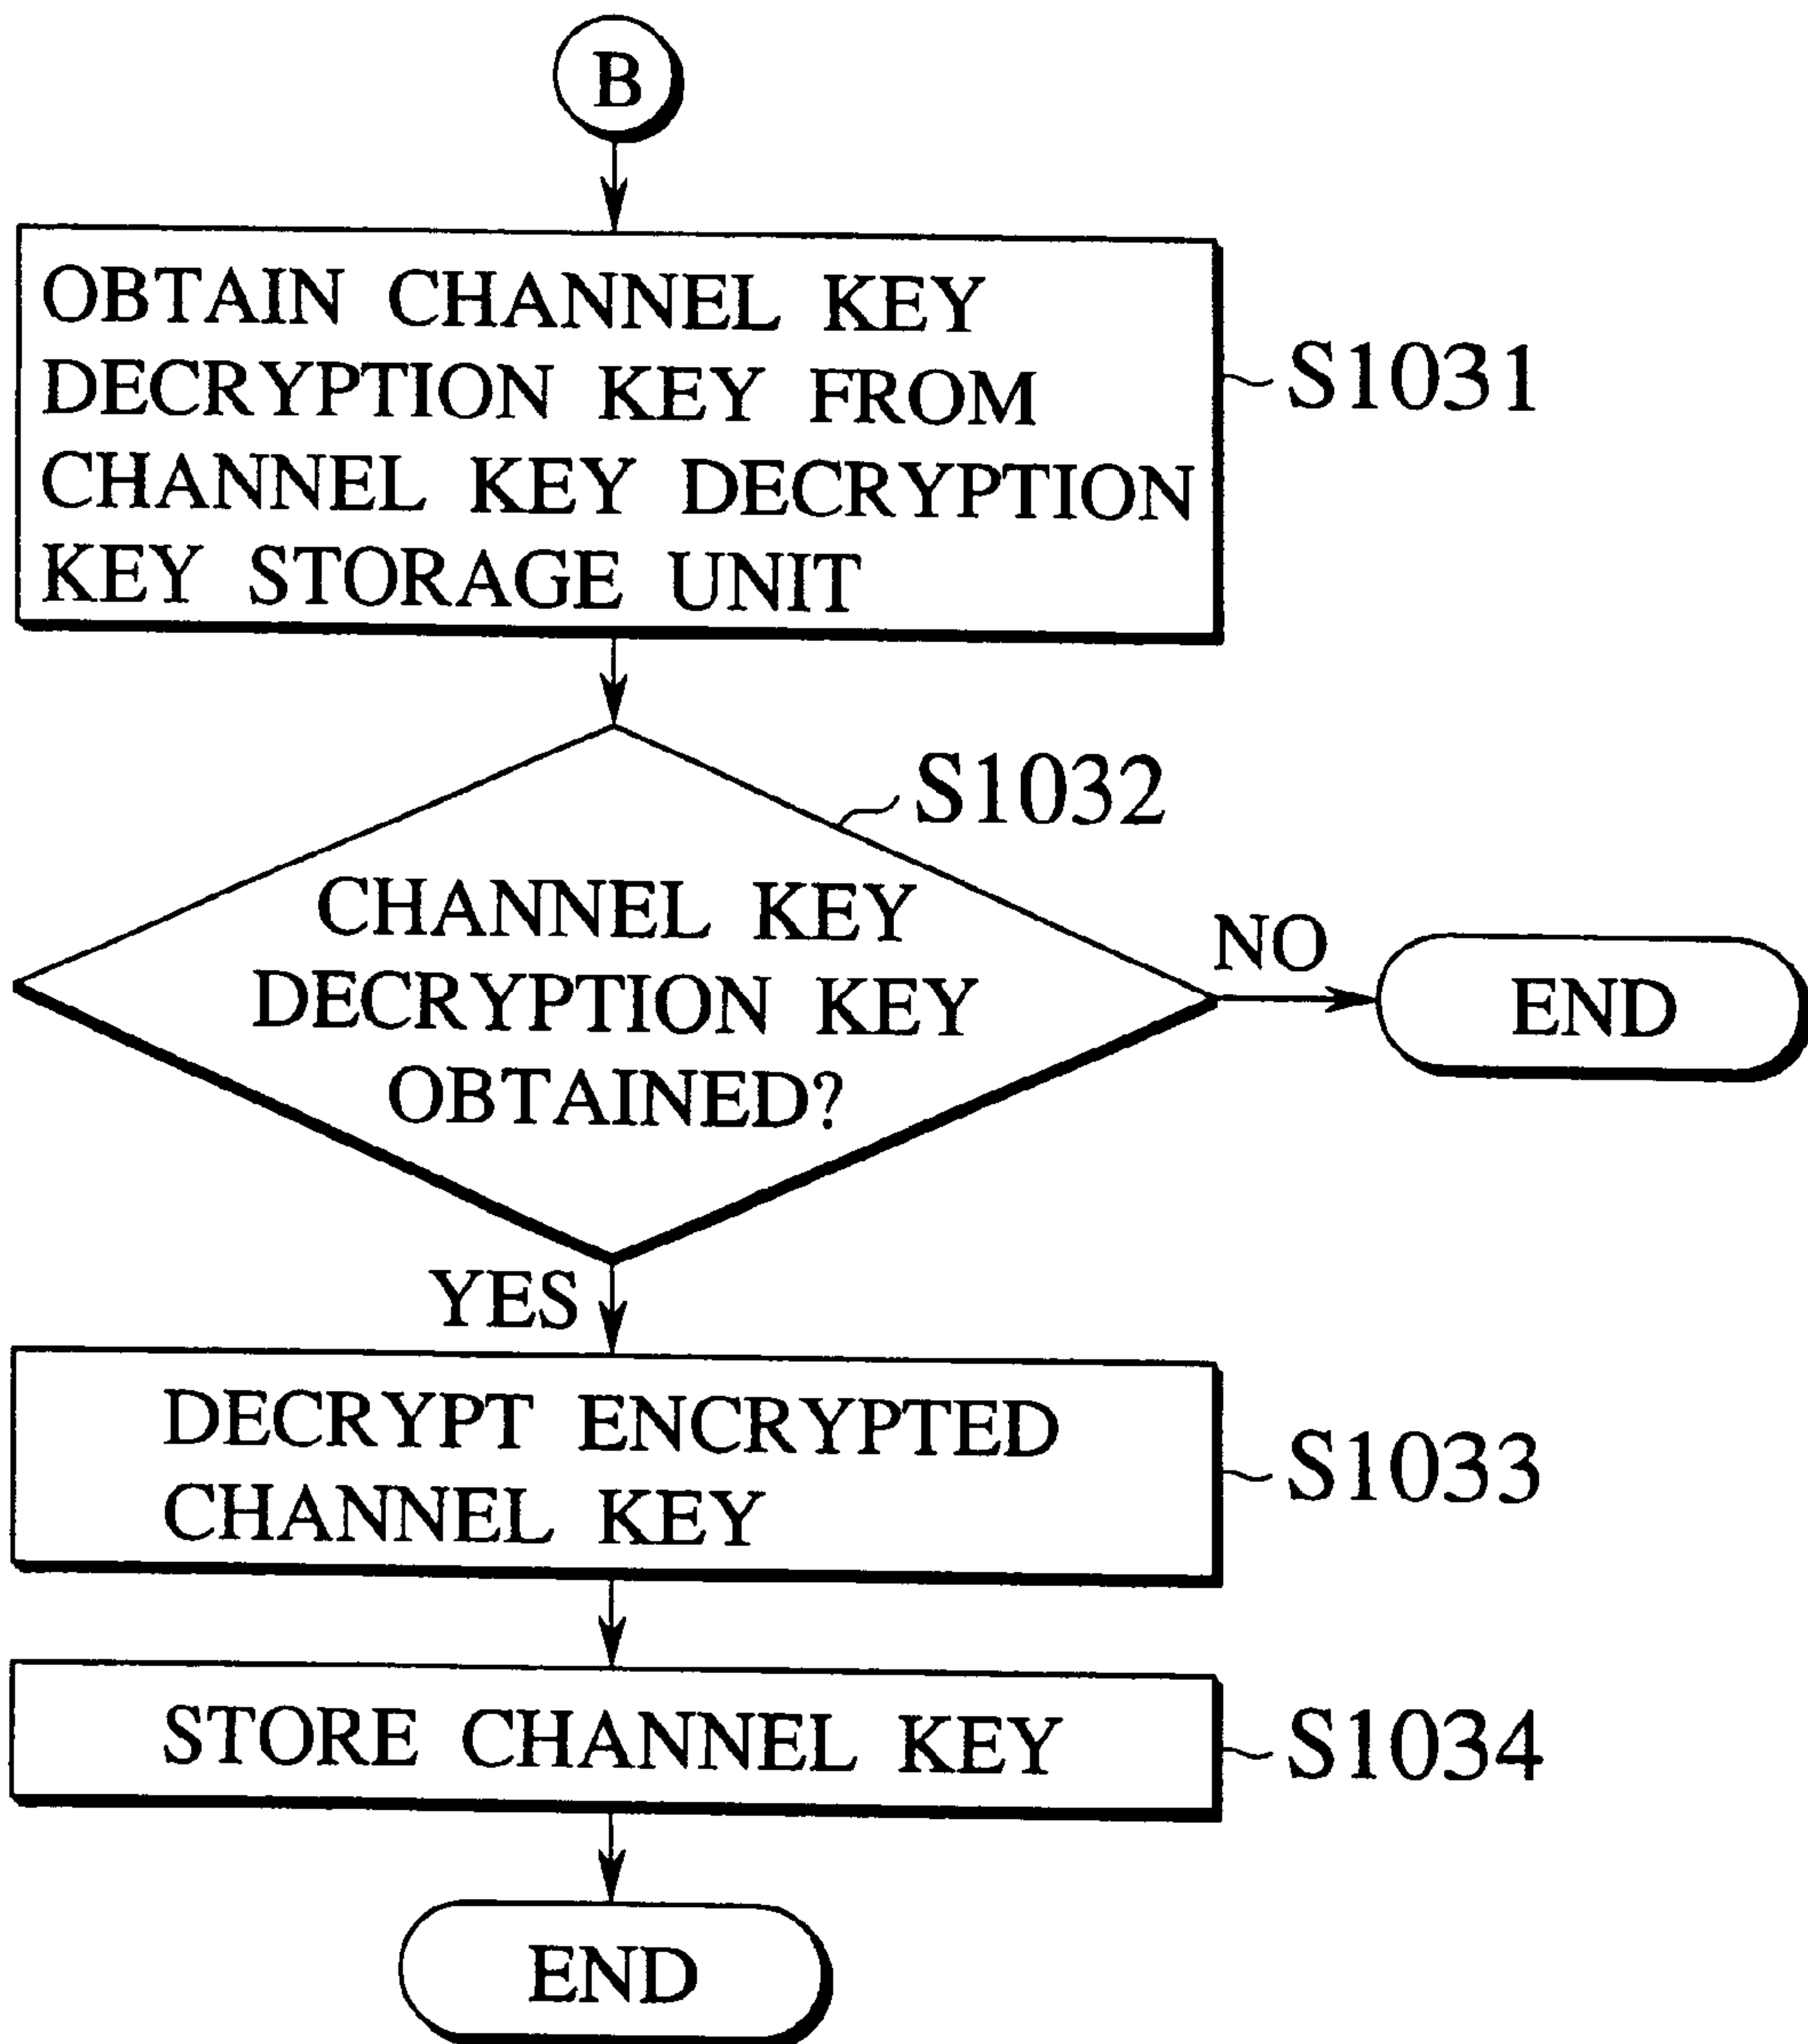 B
OBTAIN CHANNEL KEY
DECRYPTION KEY FROM
CHANNEL KEY DECRYPTION
KEY STORAGE UNIT
S1031
S1032
CHANNEL KEY
DECRYPTION KEY
OBTAINED?
NO
END
YES
DECRYPT ENCRYPTED
CHANNEL KEY
S1033
STORE CHANNEL KEY
S1034
END